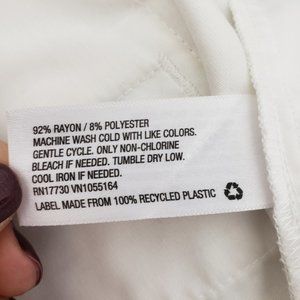 92% RAYON / 8% POLYESTER
MACHINE WASH COLD WITH LIKE COLORS.
GENTLE CYCLE. ONLY NON-CHLORINE
BLEACH IF NEEDED. TUMBLE DRY LOW.
COOL IRON IF NEEDED.
RN17730 VN1055164
LABEL MADE FROM 100% RECYCLED PLASTIC